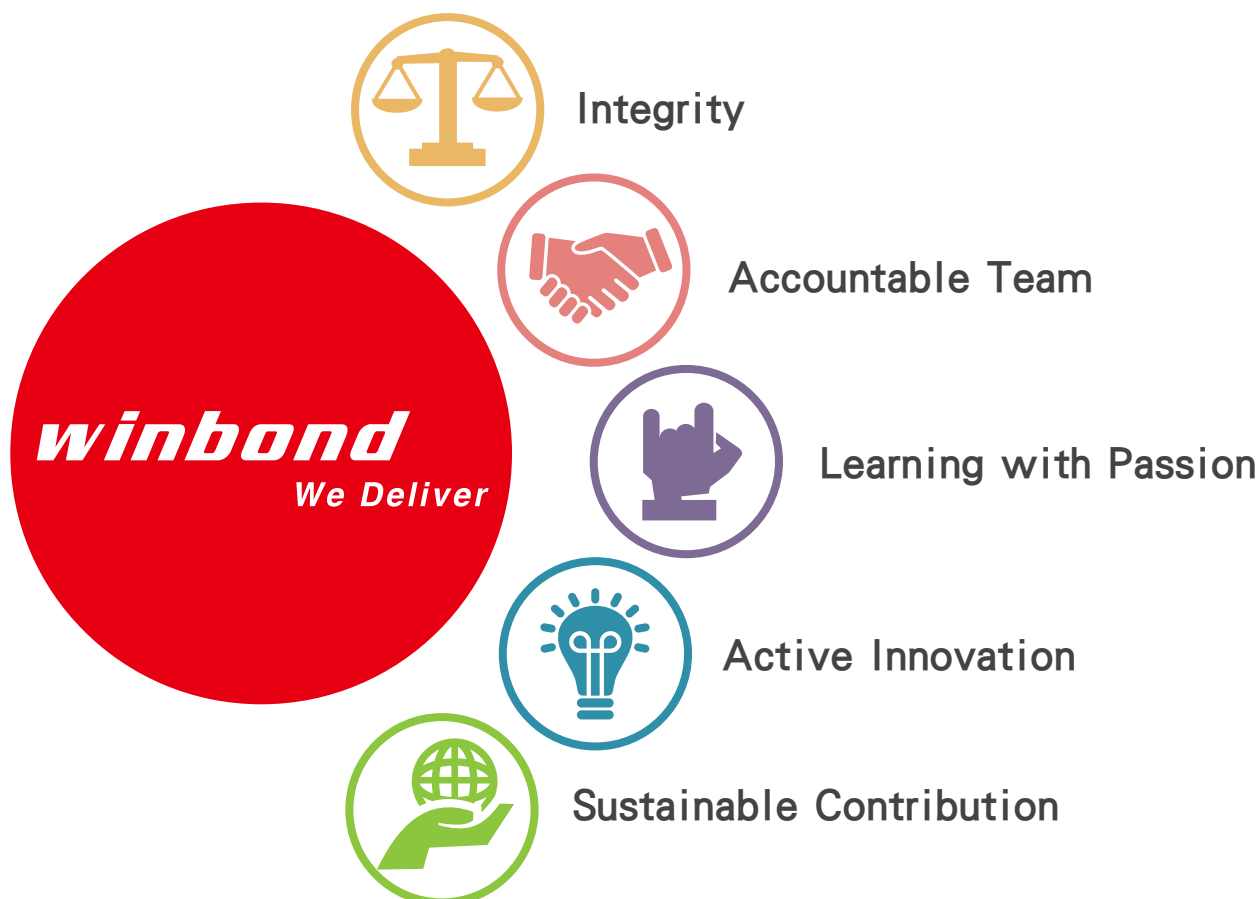 Integrity
Accountable Team
winbond
We Deliver
Learning with Passion
Active Innovation
Sustainable Contribution